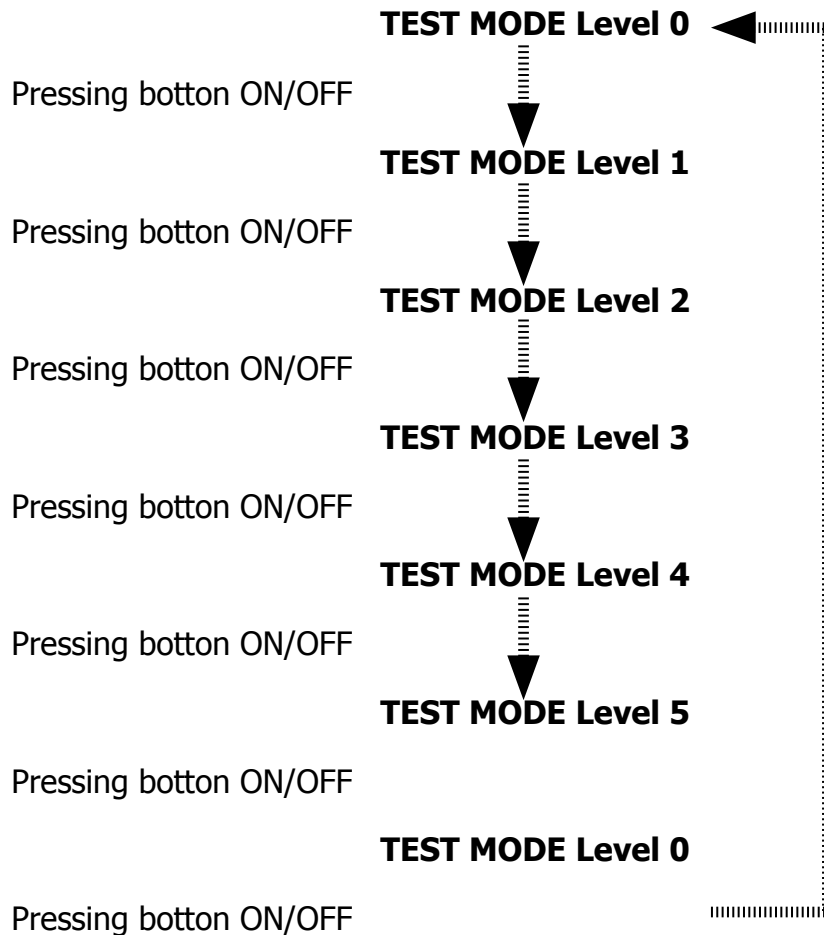 TEST MODE Level 0
Pressing botton ON/OFF
TEST MODE Level 1
Pressing botton ON/OFF
TEST MODE Level 2
Pressing botton ON/OFF
TEST MODE Level 3
Pressing botton ON/OFF
TEST MODE Level 4
Pressing botton ON/OFF
TEST MODE Level 5
Pressing botton ON/OFF
TEST MODE Level 0
Pressing botton ON/OFF